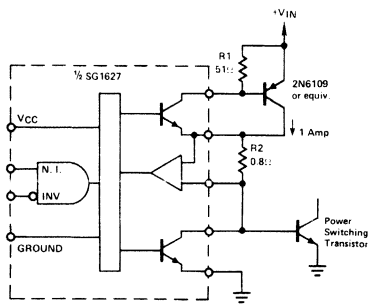 +VIN
R1
51Ω
½ SG1627
2N6109
or equiv.
VCC
1 Amp
R2
0.8Ω
N. I.
INV
Power
Switching
Transistor
GROUND